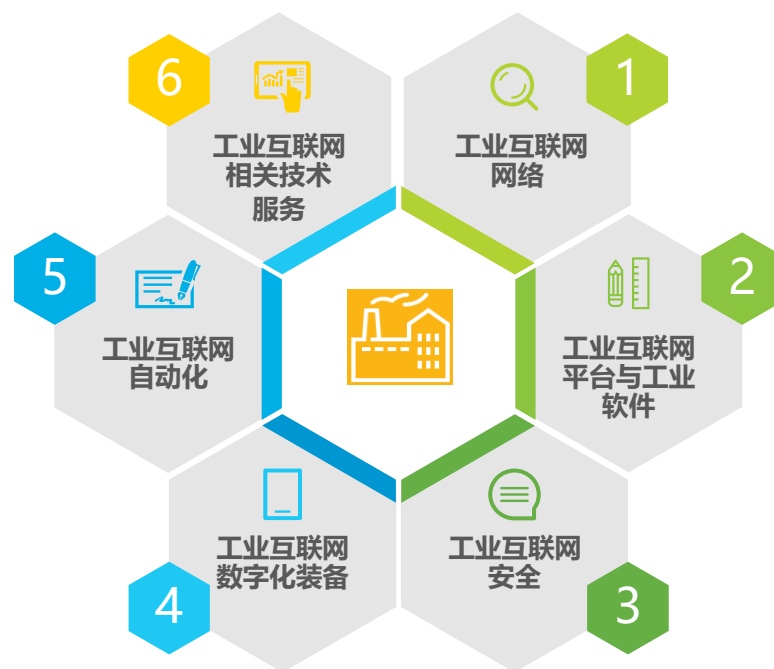 1
工业互联网
网络
2
工业互联网
平台与工业
软件
3
工业互联网
安全
4
工业互联网
数字化装备
5
工业互联网
自动化
6
工业互联网
相关技术
服务